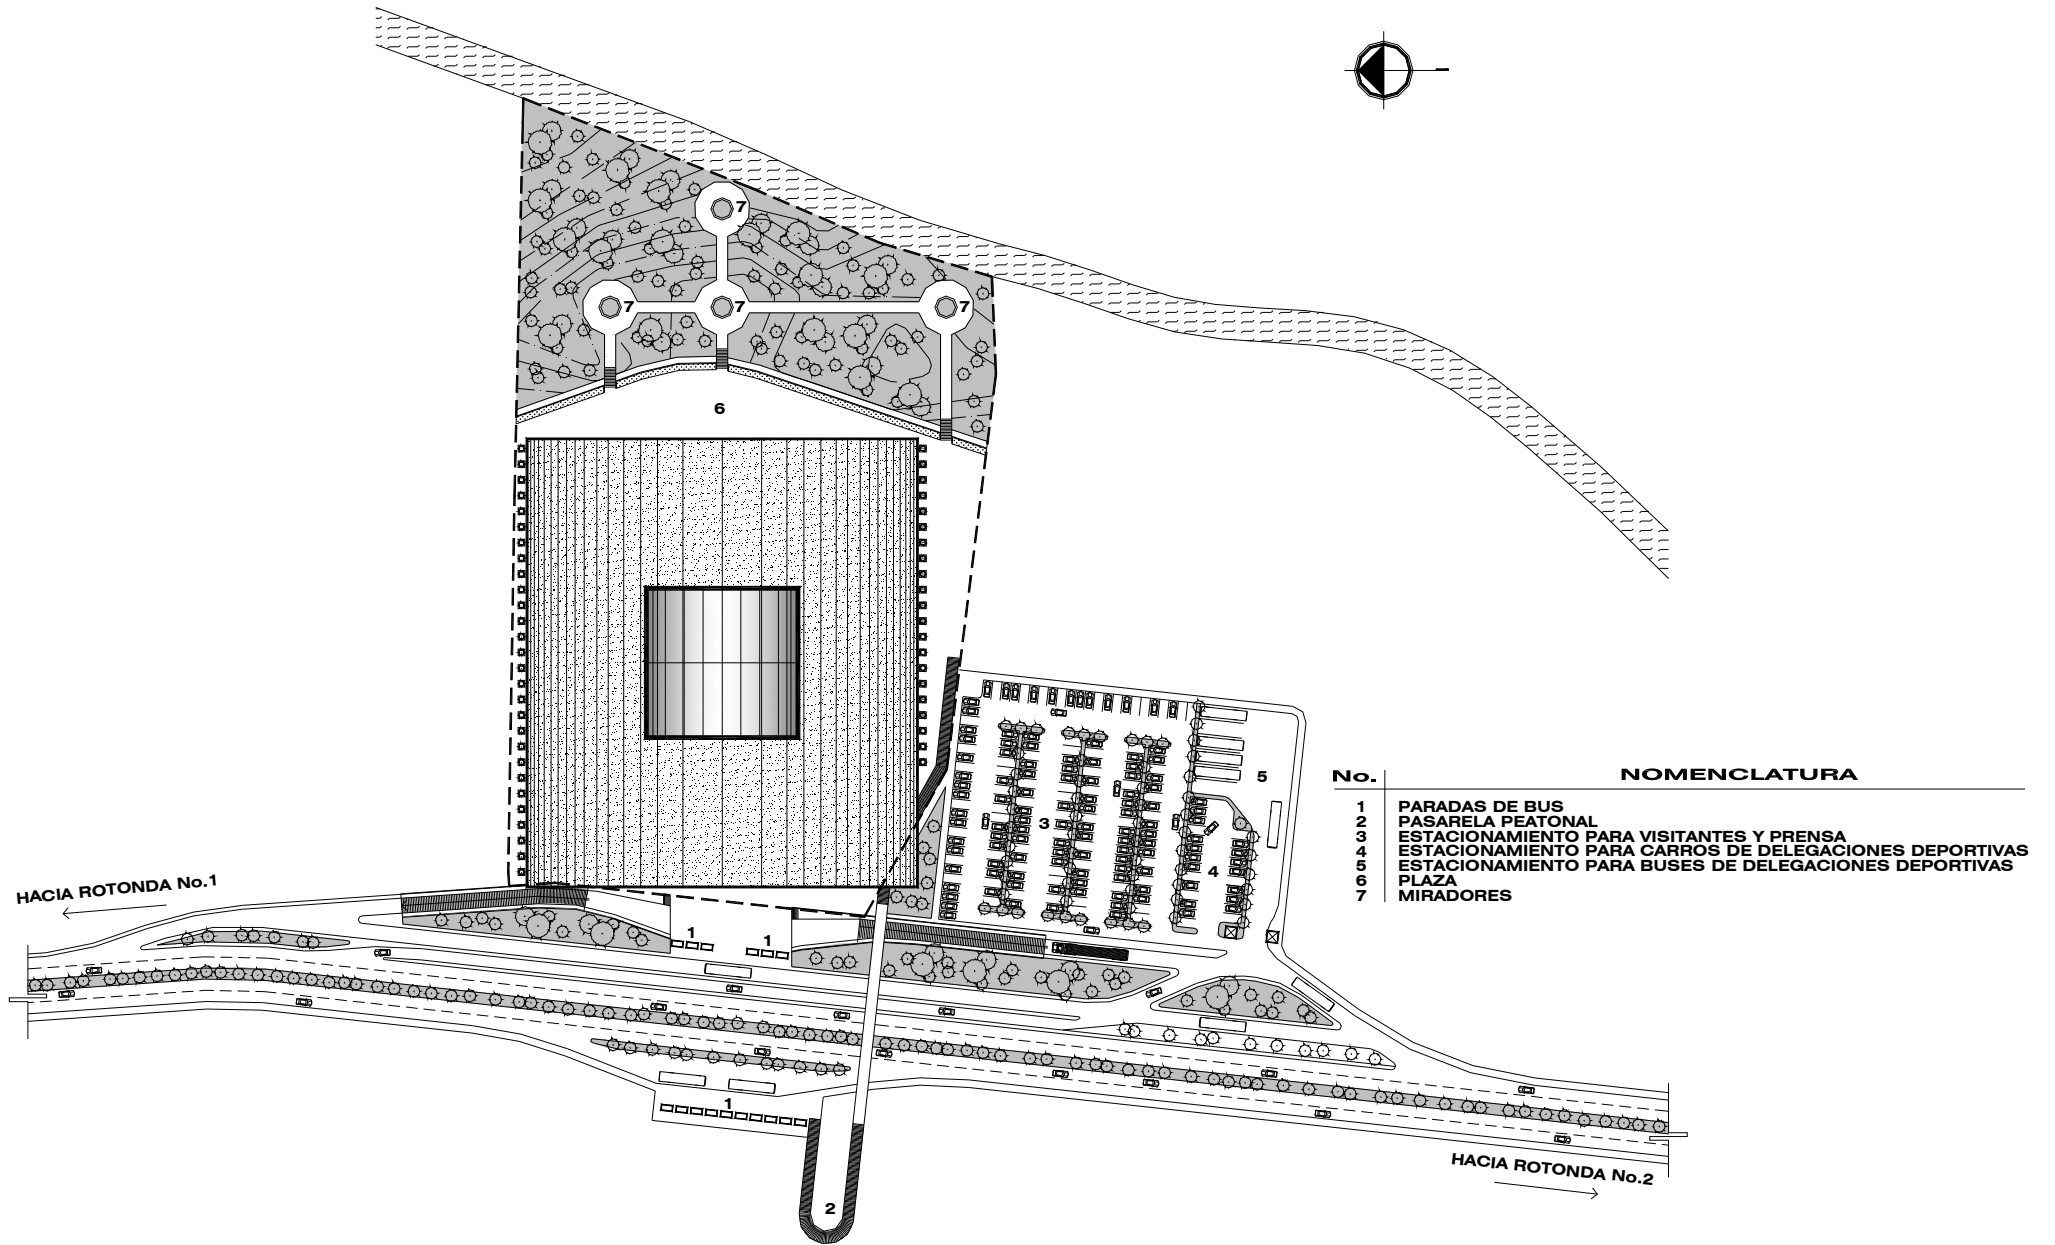 7
7
7
7
6
5
3
4
No. NOMENCLATURA
1 PARADAS DE BUS
2 PASARELA PEATONAL
3 ESTACIONAMIENTO PARA VISITANTES Y PRENSA
4 ESTACIONAMIENTO PARA CARROS DE DELEGACIONES DEPORTIVAS
5 ESTACIONAMIENTO PARA BUSES DE DELEGACIONES DEPORTIVAS
6 PLAZA
7 MIRADORES
HACIA ROTONDA No.1
1
1
1
HACIA ROTONDA No.2
2